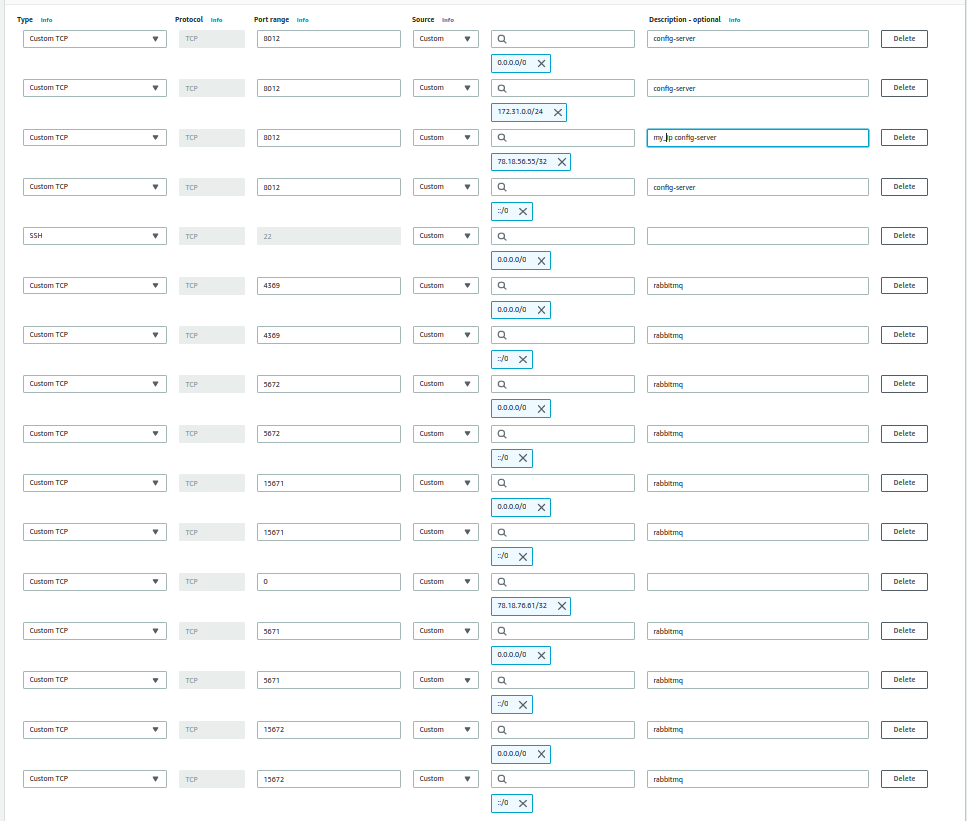 Type Info Protocol Info Port range Info Source Info Description - optional Info
Custom TCP TCP 8012 Custom config-server Delete
0.0.0.0/0
Custom TCP TCP 8012 Custom config-server Delete
172.31.0.0/24
Custom TCP TCP 8012 Custom my_ip config-server Delete
78.18.56.55/32
Custom TCP TCP 8012 Custom config-server Delete
::/0
SSH TCP 22 Custom Delete
0.0.0.0/0
Custom TCP TCP 4369 Custom rabbitmq Delete
0.0.0.0/0
Custom TCP TCP 4369 Custom rabbitmq Delete
::/0
Custom TCP TCP 5672 Custom rabbitmq Delete
0.0.0.0/0
Custom TCP TCP 5672 Custom rabbitmq Delete
::/0
Custom TCP TCP 15671 Custom rabbitmq Delete
0.0.0.0/0
Custom TCP TCP 15671 Custom rabbitmq Delete
::/0
Custom TCP TCP 0 Custom Delete
78.18.76.61/32
Custom TCP TCP 5671 Custom rabbitmq Delete
0.0.0.0/0
Custom TCP TCP 5671 Custom rabbitmq Delete
::/0
Custom TCP TCP 15672 Custom rabbitmq Delete
0.0.0.0/0
Custom TCP TCP 15672 Custom rabbitmq Delete
::/0